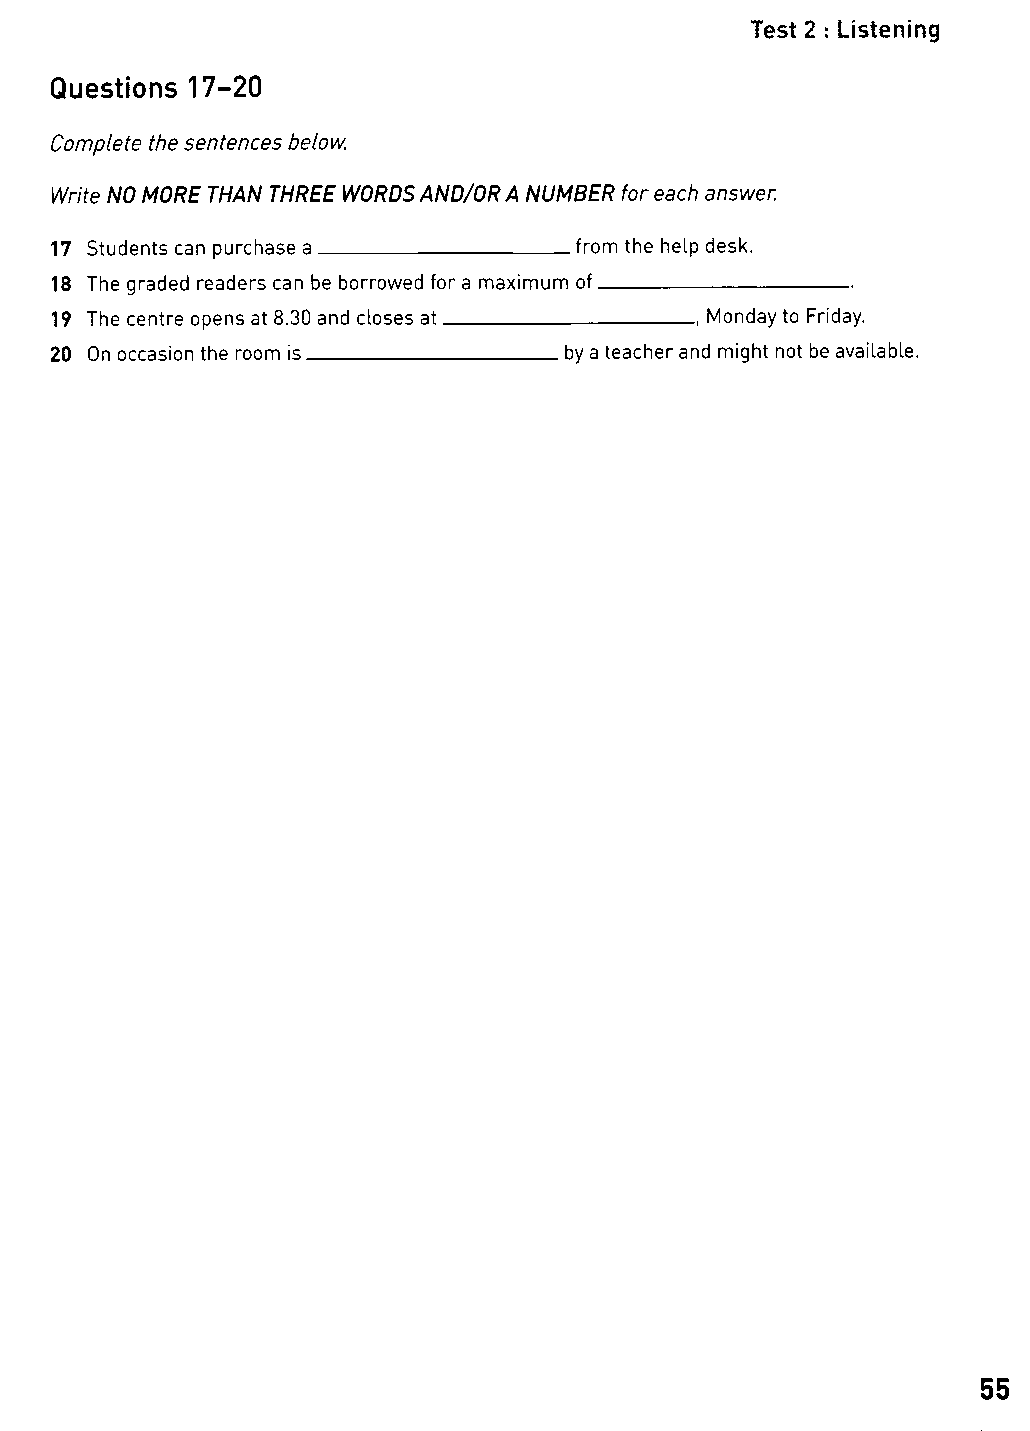 Test 2 : Listening
Questions 17–20
Complete the sentences below.
Write NO MORE THAN THREE WORDS AND/OR A NUMBER for each answer.
17 Students can purchase a ______________ from the help desk.
18 The graded readers can be borrowed for a maximum of ______________.
19 The centre opens at 8.30 and closes at ______________, Monday to Friday.
20 On occasion the room is ______________ by a teacher and might not be available.
55